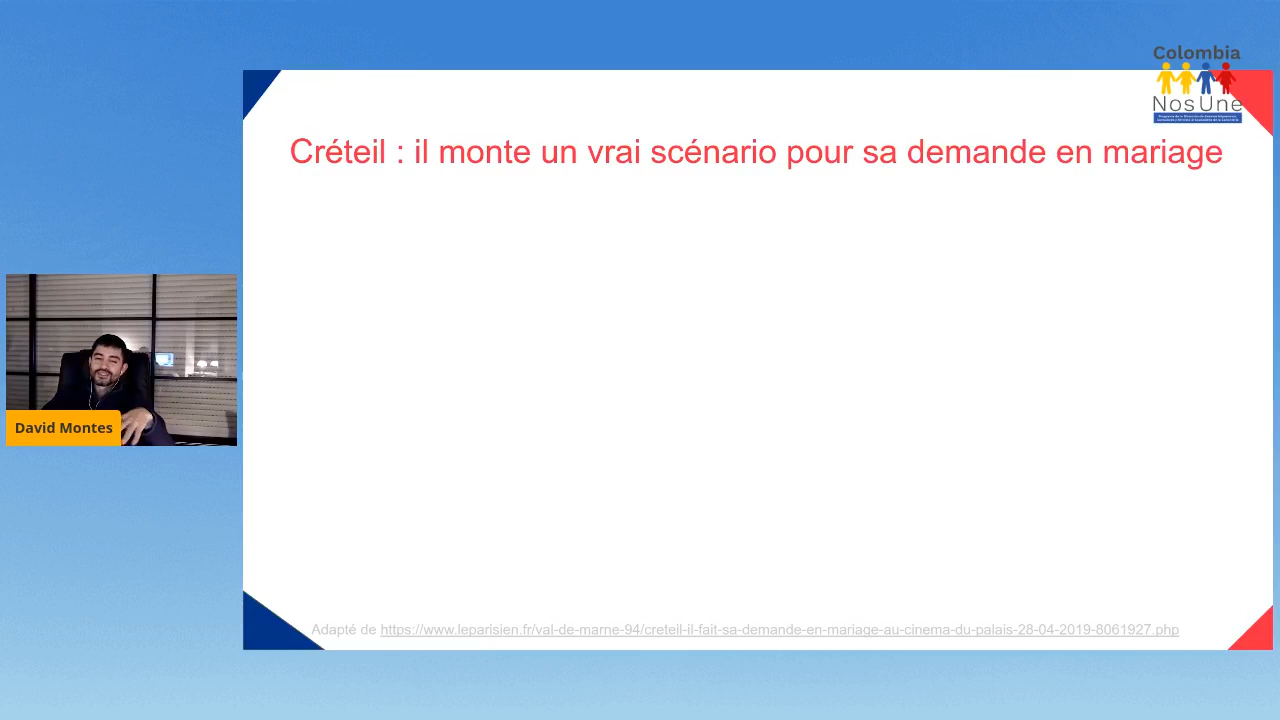 Colombia
NosUne
Créteil : il monte un vrai scénario pour sa demande en mariage
David Montes
Adapté de https://www.leparisien.fr/val-de-marne-94/creteil-il-fait-sa-demande-en-mariage-au-cinema-du-palais-28-04-2019-8061927.php